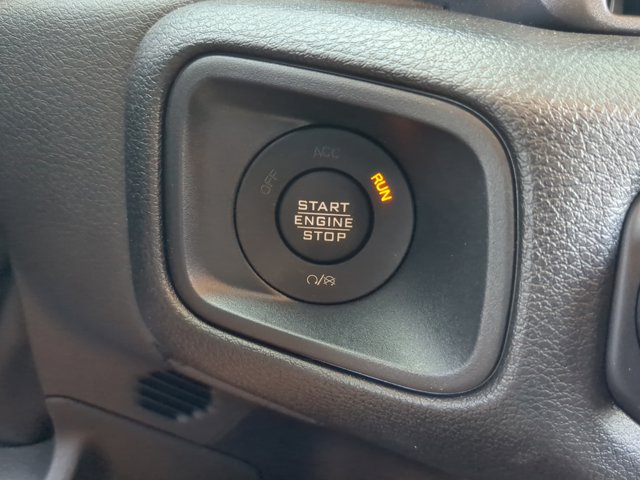 ACC
OFF
RUN
START
ENGINE
STOP